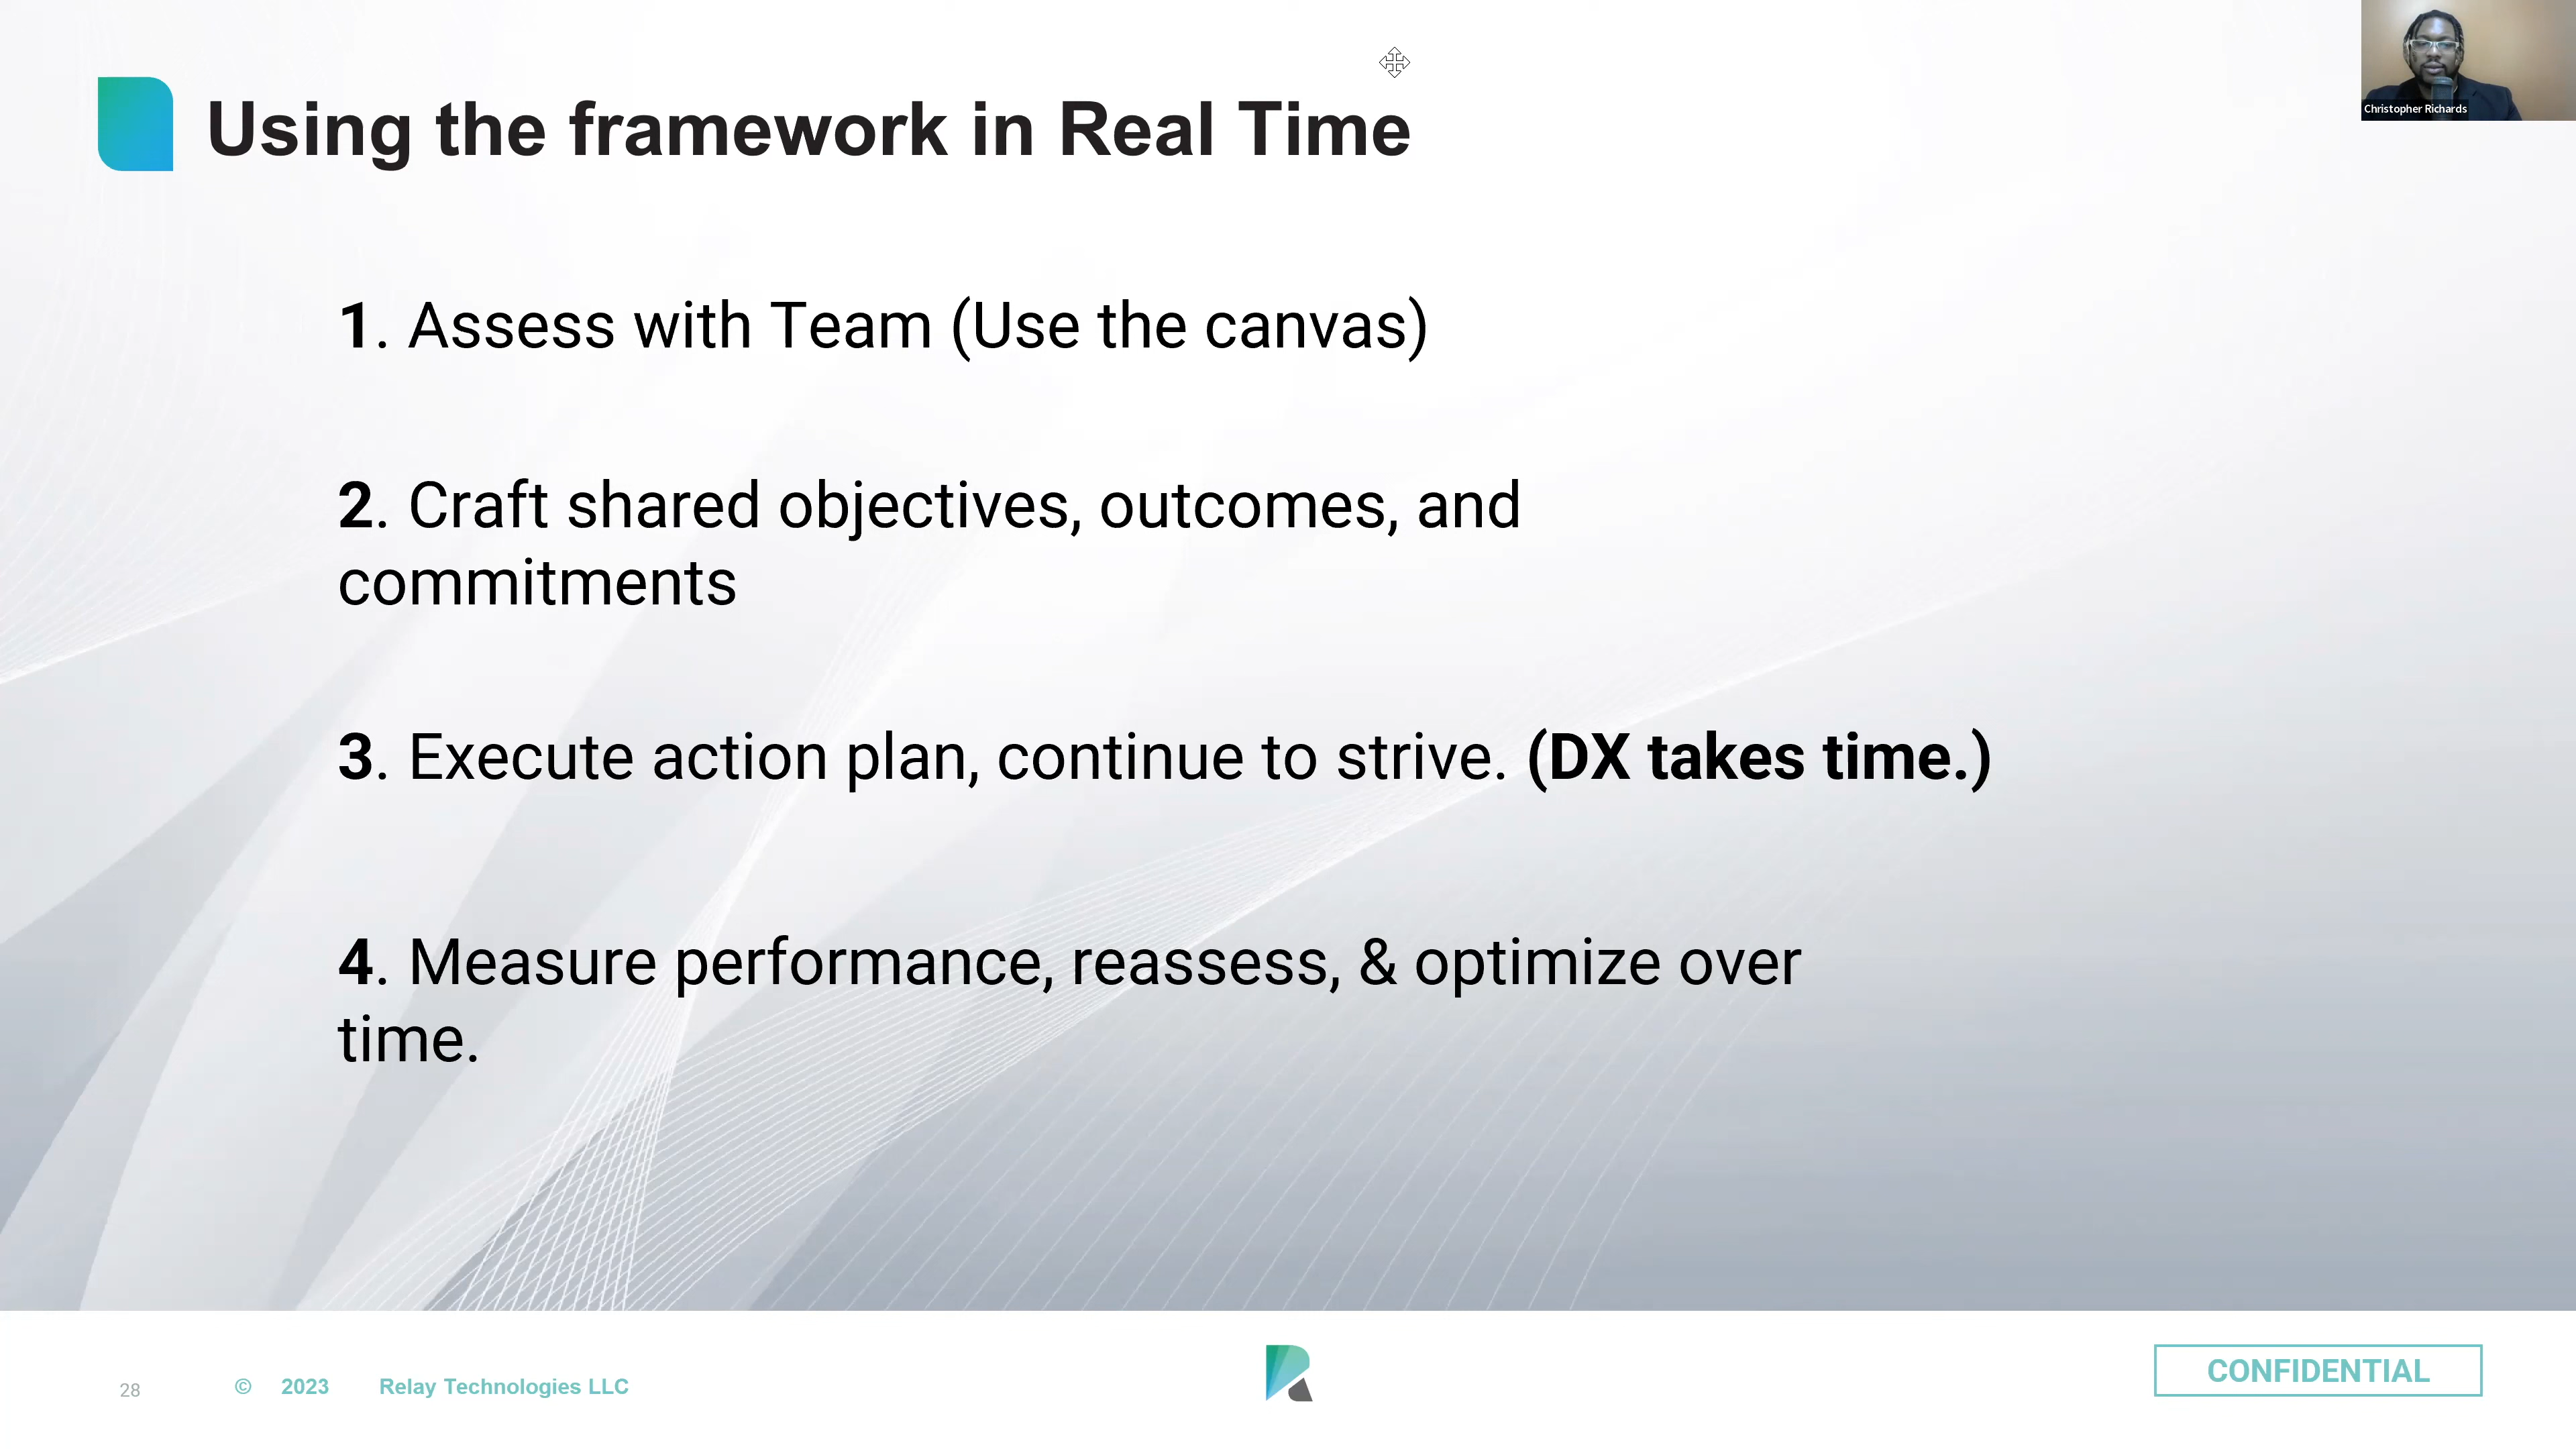 Christopher Richards
Using the framework in Real Time
1. Assess with Team (Use the canvas)
2. Craft shared objectives, outcomes, and
commitments
3. Execute action plan, continue to strive. (DX takes time.)
4. Measure performance, reassess, & optimize over
time.
28 © 2023 Relay Technologies LLC
CONFIDENTIAL